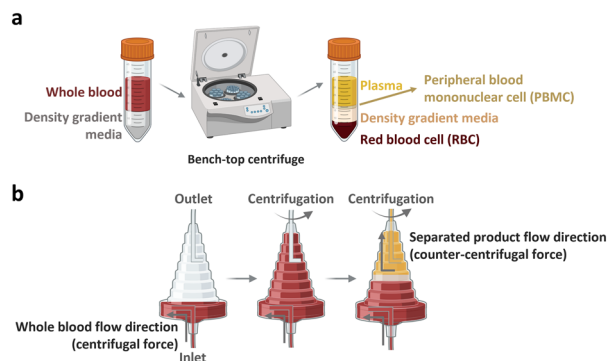 a
Whole blood
Density gradient
media
Bench-top centrifuge
Plasma
Peripheral blood
mononuclear cell (PBMC)
Density gradient media
Red blood cell (RBC)
b
Outlet
Centrifugation
Centrifugation
Separated product flow direction
(counter-centrifugal force)
Whole blood flow direction
(centrifugal force)
Inlet